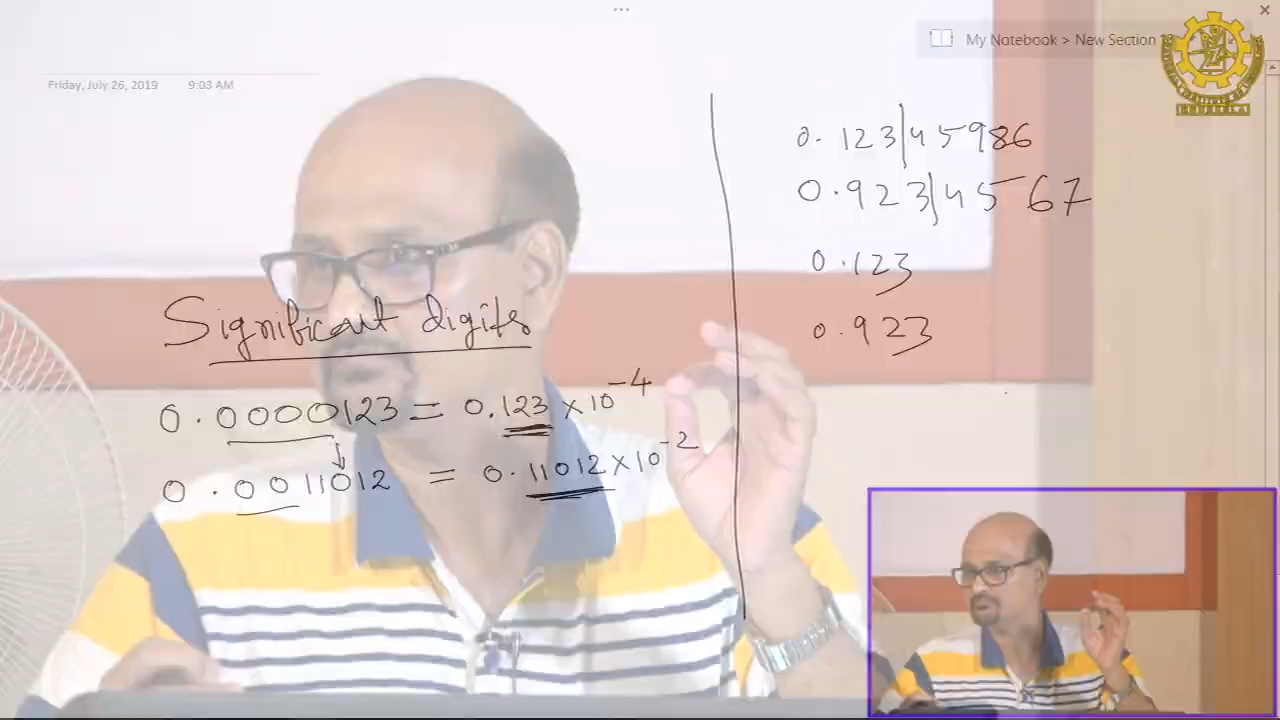 My Notebook > New Section 1
Friday, July 26, 2019 9:03 AM
Significant digits
0.0000123 = 0.123 × 10^-4
0.0011012 = 0.11012 × 10^-2
0.123|45986
0.923|4567
0.123
0.923